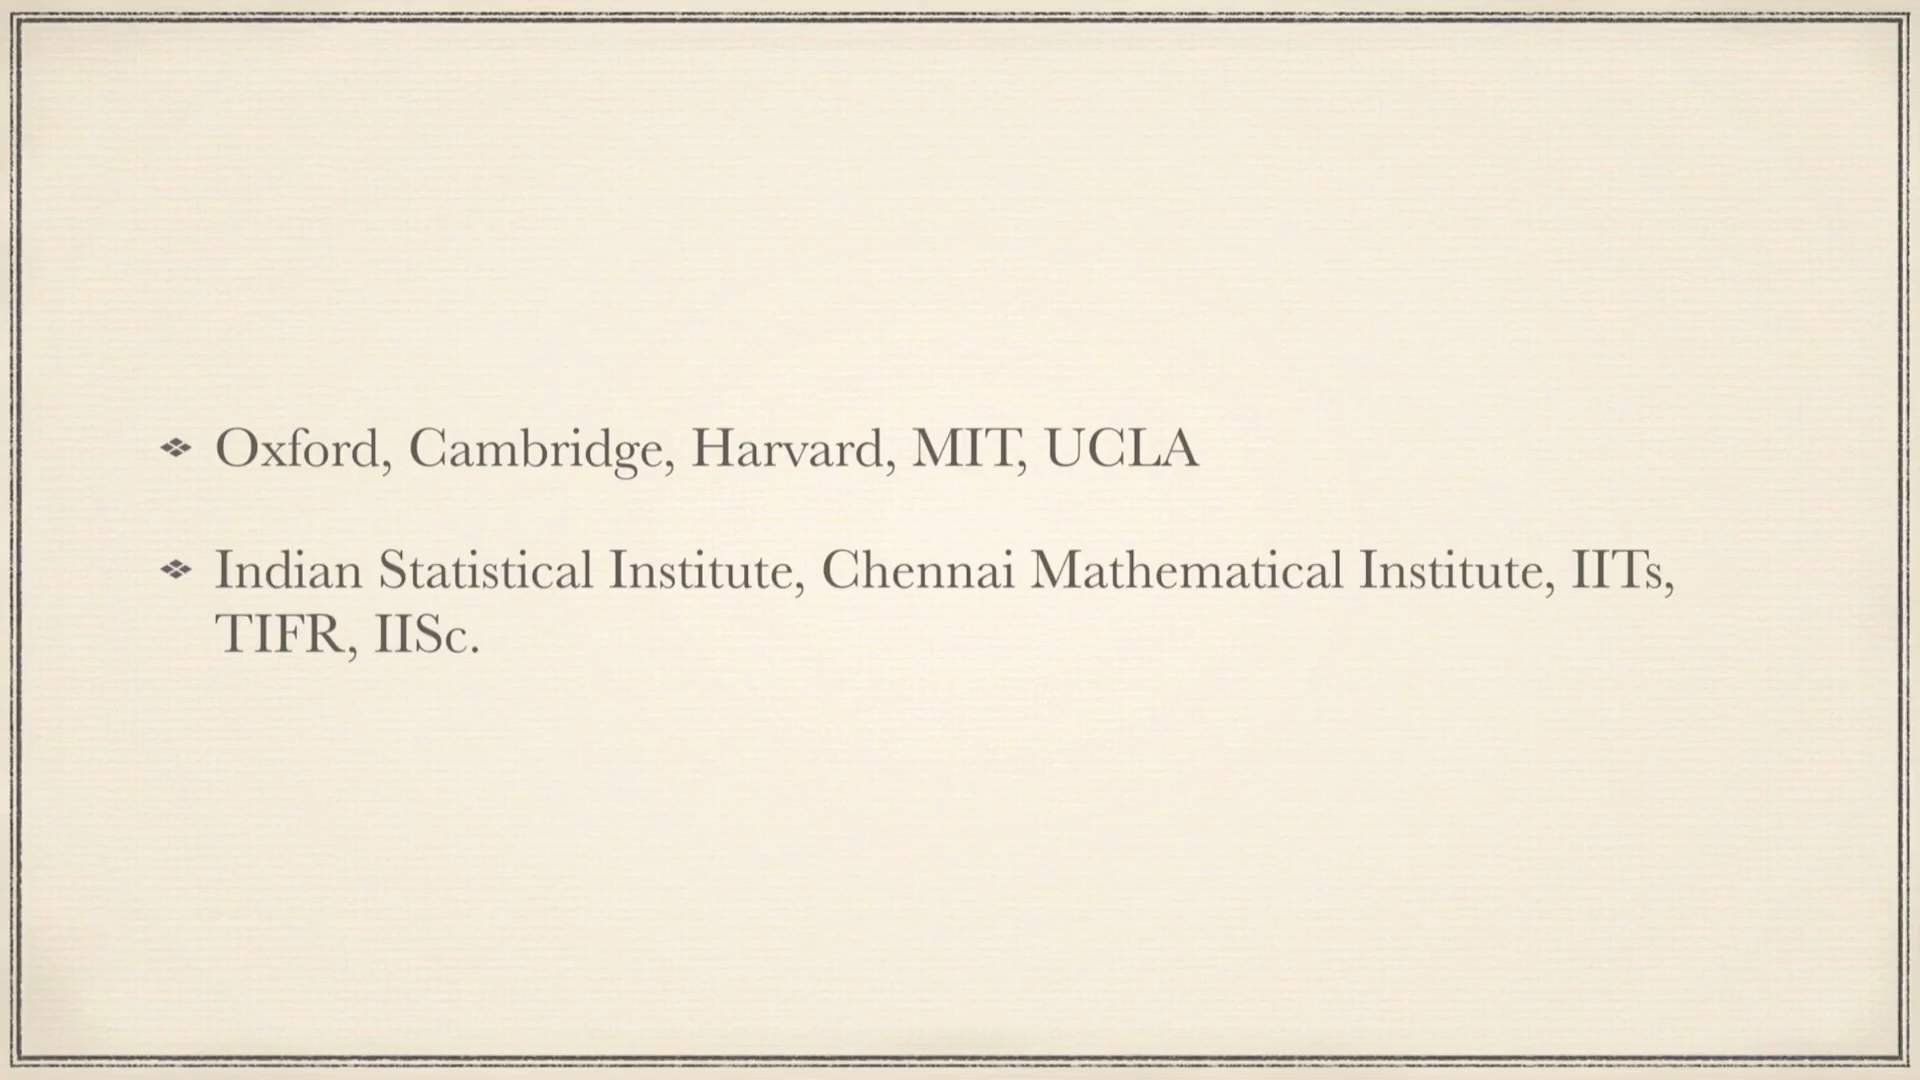 ❖ Oxford, Cambridge, Harvard, MIT, UCLA
❖ Indian Statistical Institute, Chennai Mathematical Institute, IITs,
TIFR, IISc.